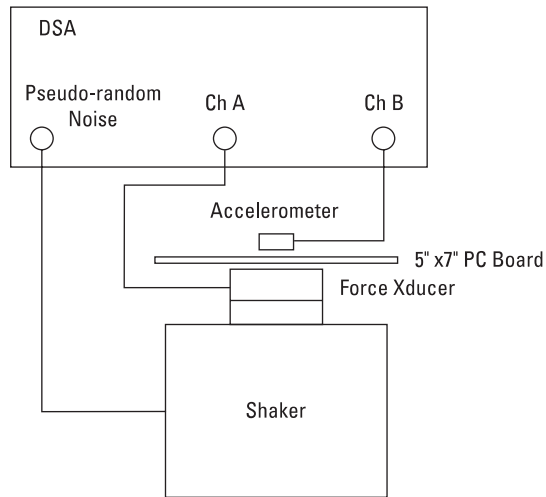 DSA
Pseudo-random
Noise
Ch A
Ch B
Accelerometer
5" x7" PC Board
Force Xducer
Shaker